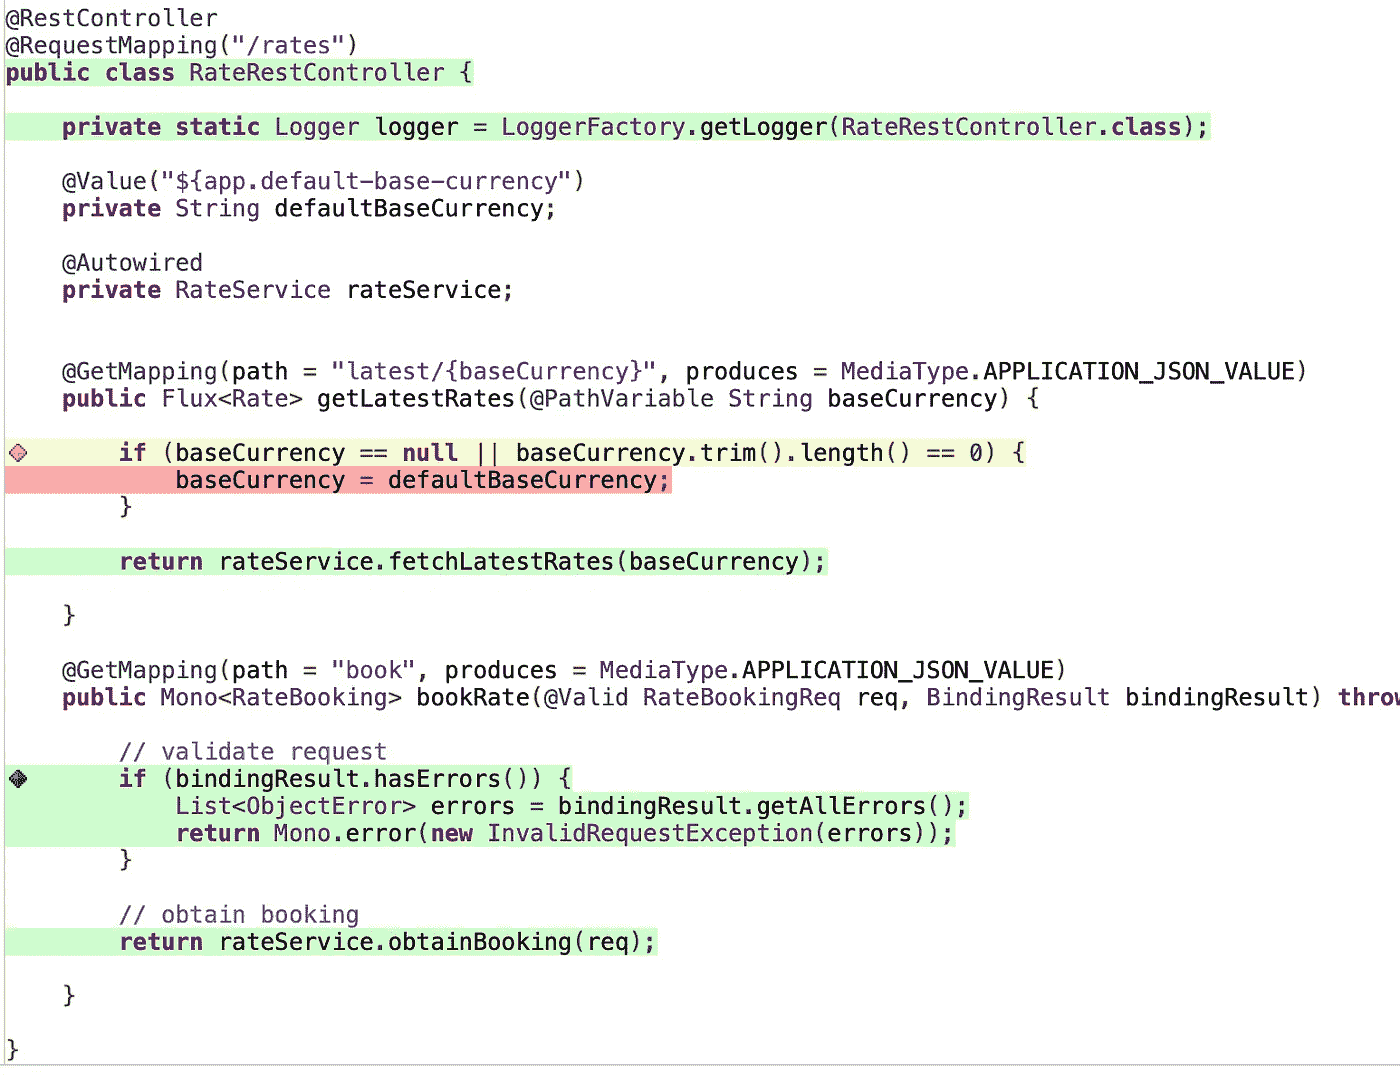 @RestController
@RequestMapping("/rates")
public class RateRestController {
private static Logger logger = LoggerFactory.getLogger(RateRestController.class);
@Value("${app.default-base-currency")
private String defaultBaseCurrency;
@Autowired
private RateService rateService;
@GetMapping(path = "latest/{baseCurrency}", produces = MediaType.APPLICATION_JSON_VALUE)
public Flux<Rate> getLatestRates(@PathVariable String baseCurrency) {
if (baseCurrency == null || baseCurrency.trim().length() == 0) {
baseCurrency = defaultBaseCurrency;
}
return rateService.fetchLatestRates(baseCurrency);
}
@GetMapping(path = "book", produces = MediaType.APPLICATION_JSON_VALUE)
public Mono<RateBooking> bookRate(@Valid RateBookingReq req, BindingResult bindingResult) throw
// validate request
if (bindingResult.hasErrors()) {
List<ObjectError> errors = bindingResult.getAllErrors();
return Mono.error(new InvalidRequestException(errors));
}
// obtain booking
return rateService.obtainBooking(req);
}
}